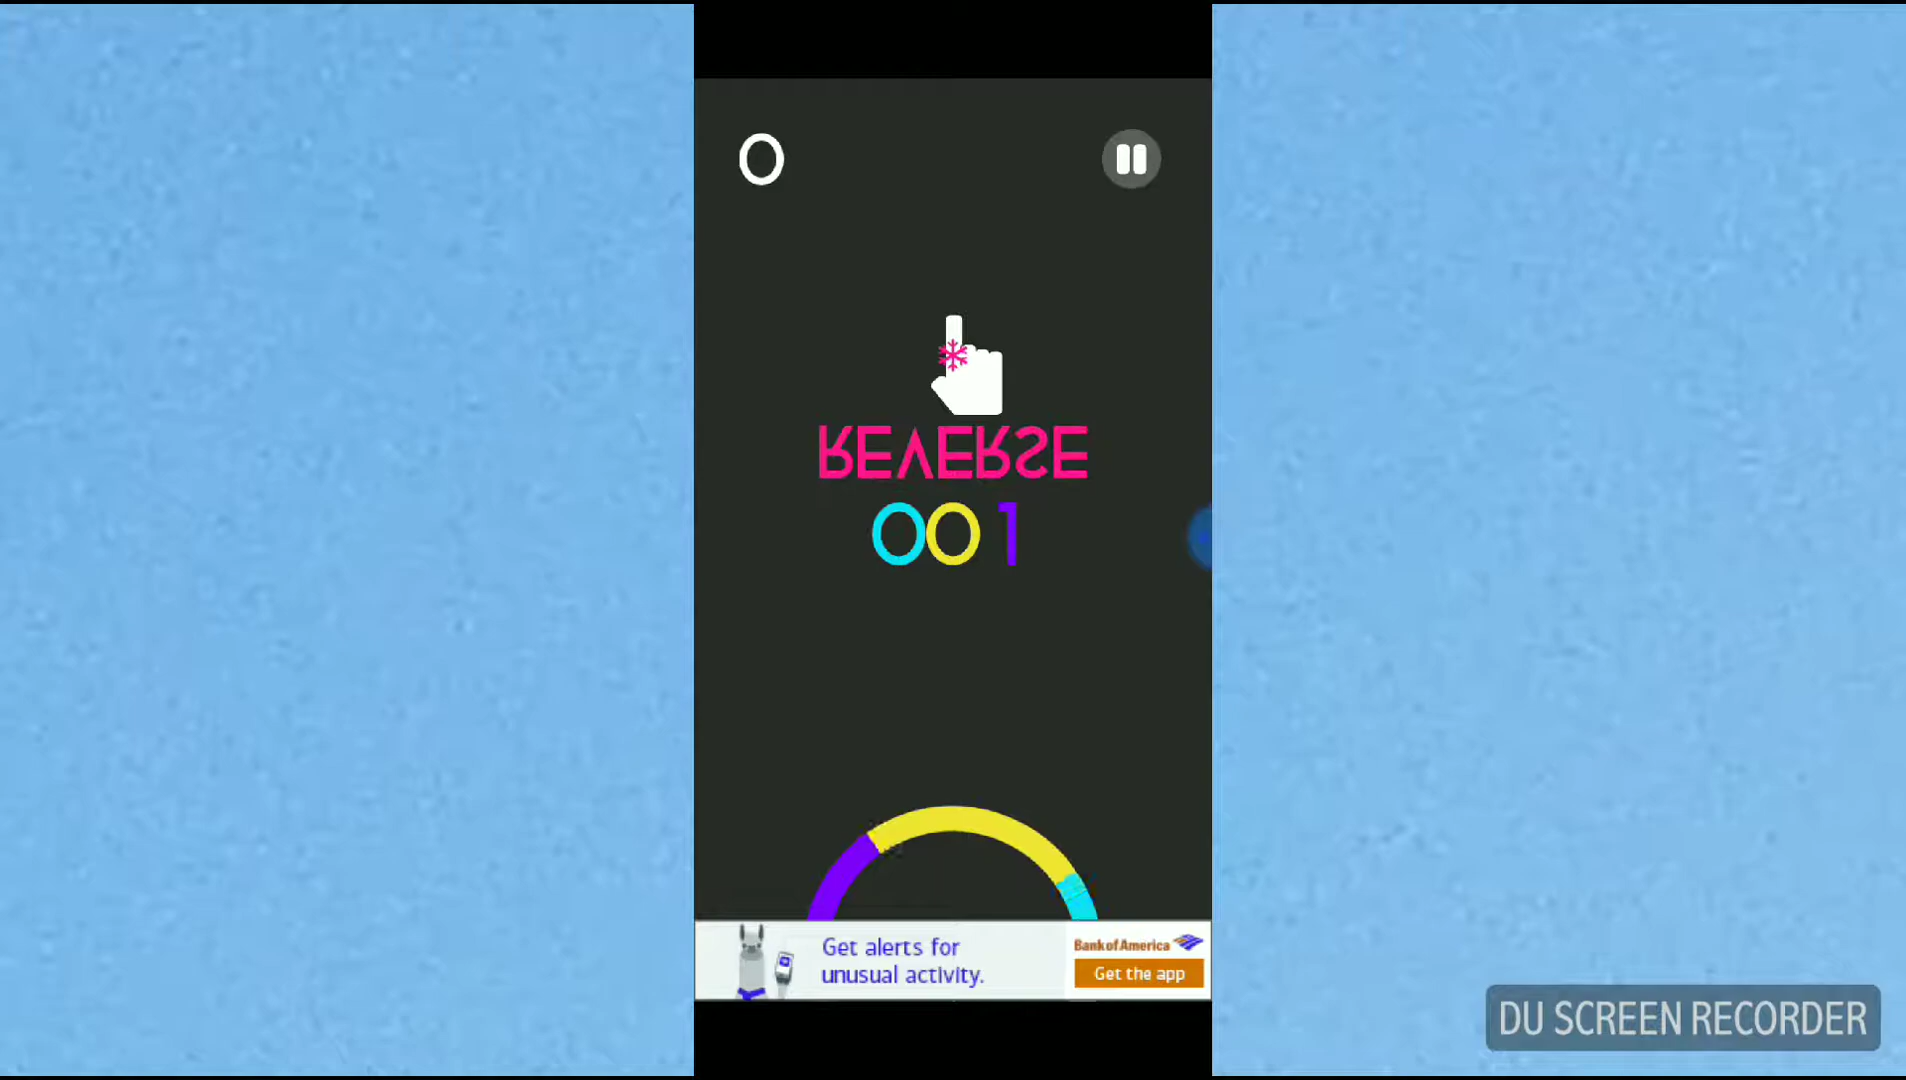 0
REVERSE
001
Get alerts for
unusual activity.
Bank of America
Get the app
DU SCREEN RECORDER